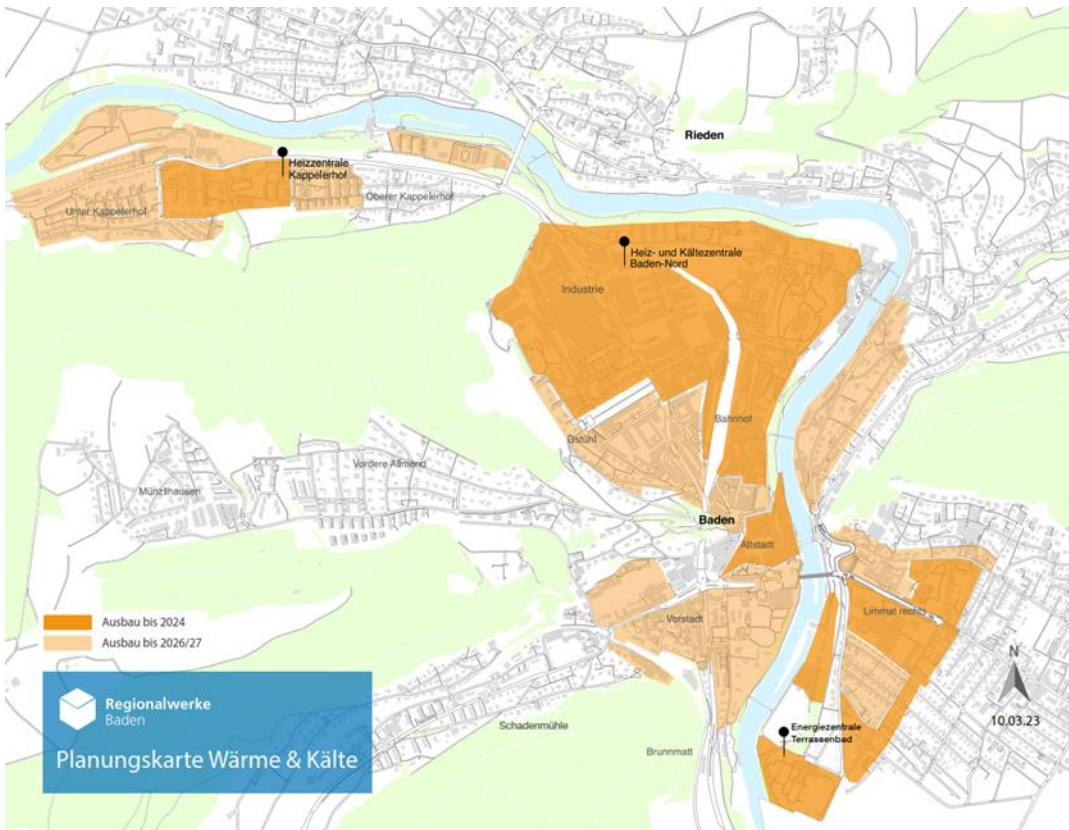 Rieden
Heizzentrale
Kappelerhof
Unter Kappelerhof
Oberer Kappelerhof
Heiz- und Kältezentrale
Baden-Nord
Industrie
Bahnhof
Gstühl
Vordere Allmend
Münzlihausen
Baden
Altstadt
Limmat rechts
Vorstadt
Ausbau bis 2024
Ausbau bis 2026/27
N
10.03.23
Regionalwerke
Baden
Planungskarte Wärme & Kälte
Schadenmühle
Energiezentrale
Terrassenbad
Brunnmatt